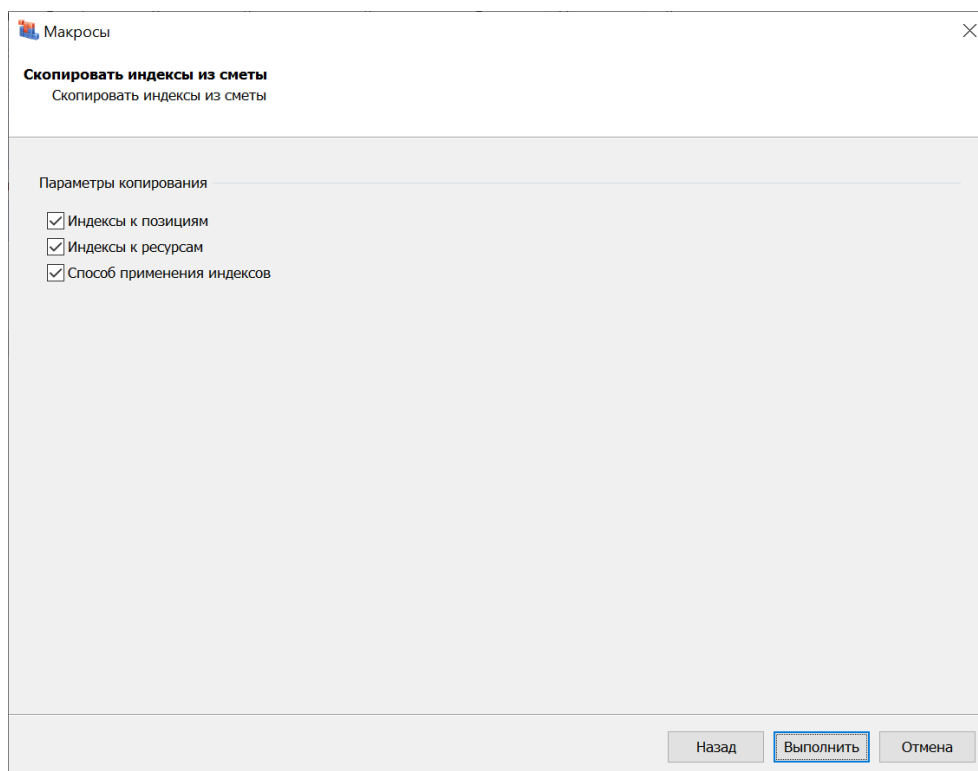 Макросы
Скопировать индексы из сметы
Скопировать индексы из сметы
Параметры копирования
Индексы к позициям
Индексы к ресурсам
Способ применения индексов
Назад Выполнить Отмена